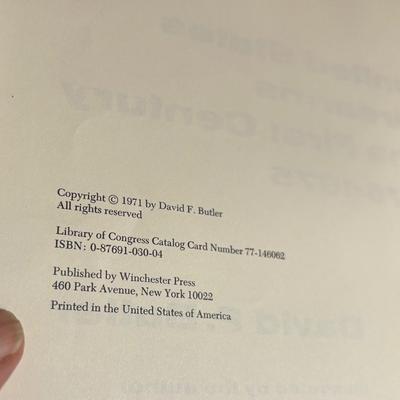 Copyright © 1971 by David F. Butler
All rights reserved
Library of Congress Catalog Card Number 77-146062
ISBN: 0-87691-030-04
Published by Winchester Press
460 Park Avenue, New York 10022
Printed in the United States of America